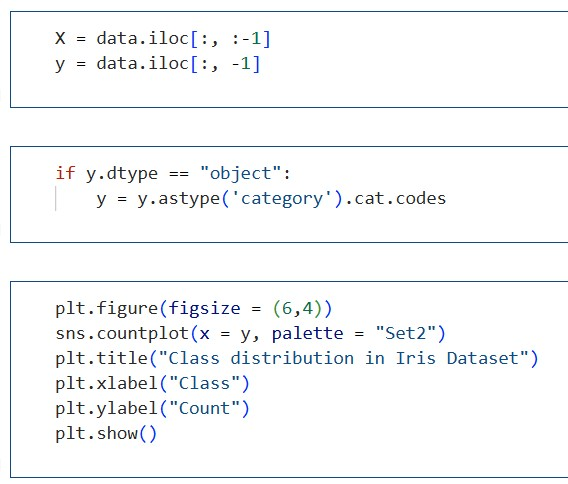 X = data.iloc[:, :-1]
y = data.iloc[:, -1]
if y.dtype == "object":
    y = y.astype('category').cat.codes
plt.figure(figsize = (6,4))
sns.countplot(x = y, palette = "Set2")
plt.title("Class distribution in Iris Dataset")
plt.xlabel("Class")
plt.ylabel("Count")
plt.show()